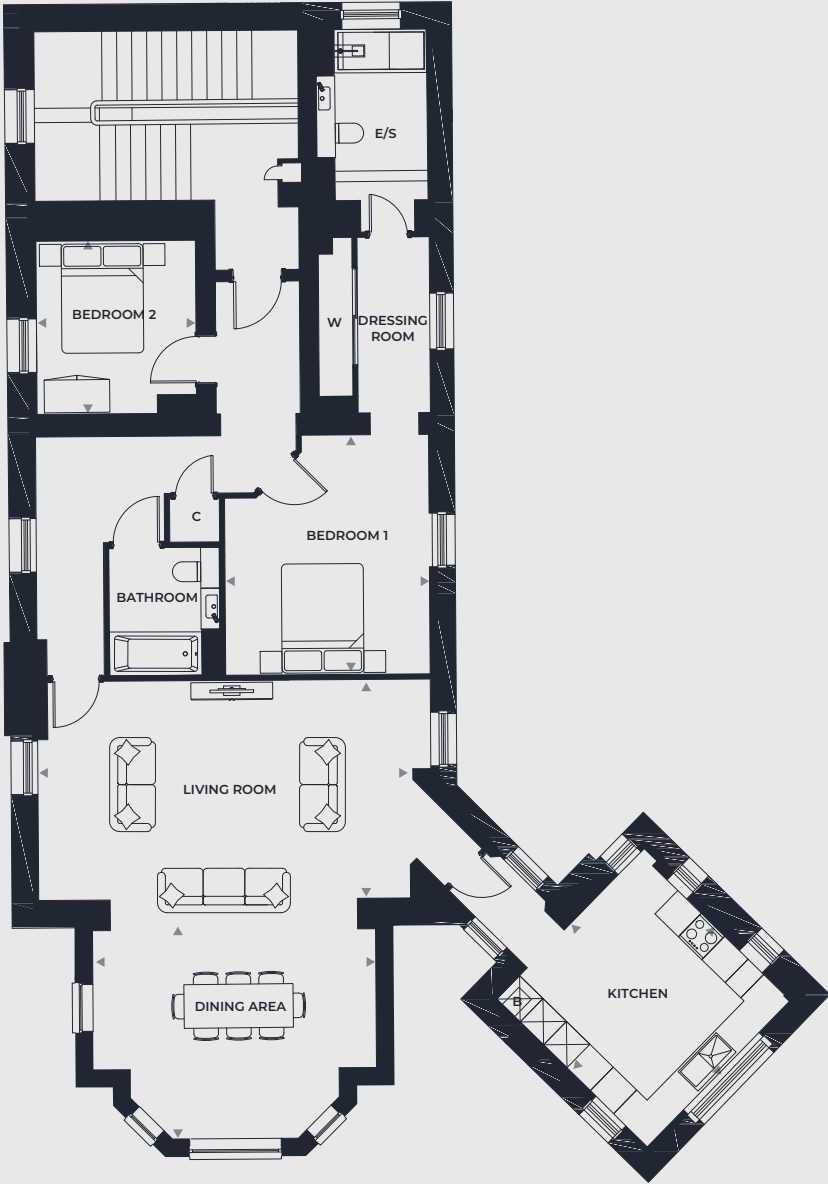 E/S
BEDROOM 2
W
DRESSING
ROOM
C
BEDROOM 1
BATHROOM
LIVING ROOM
KITCHEN
B
DINING AREA